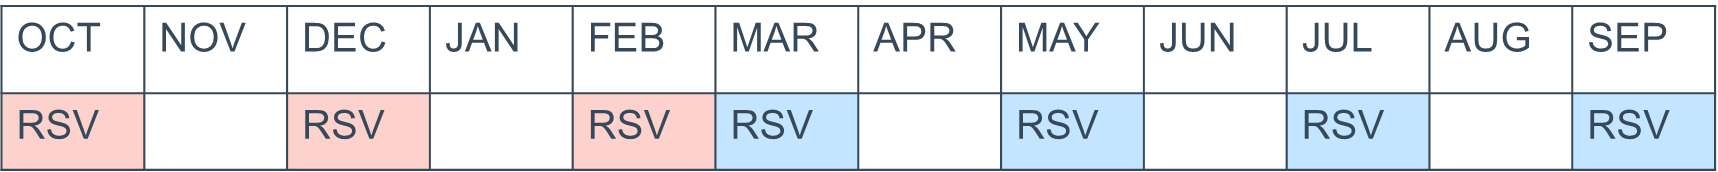 OCT NOV DEC JAN FEB MAR APR MAY JUN JUL AUG SEP
RSV RSV RSV RSV RSV RSV RSV